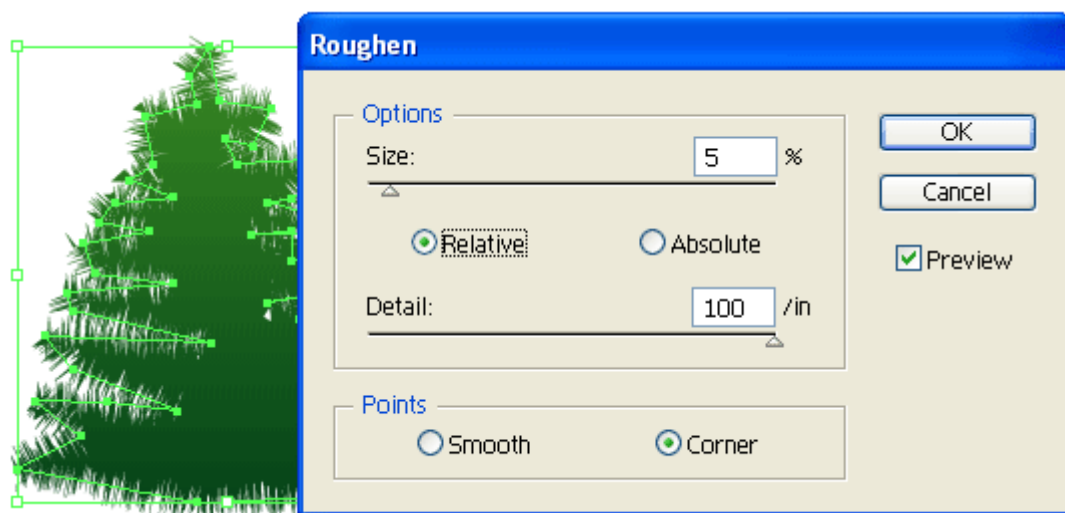 Roughen
Options
Size: 5 %
Relative Absolute
Detail: 100 /in
Points
Smooth Corner
OK
Cancel
Preview